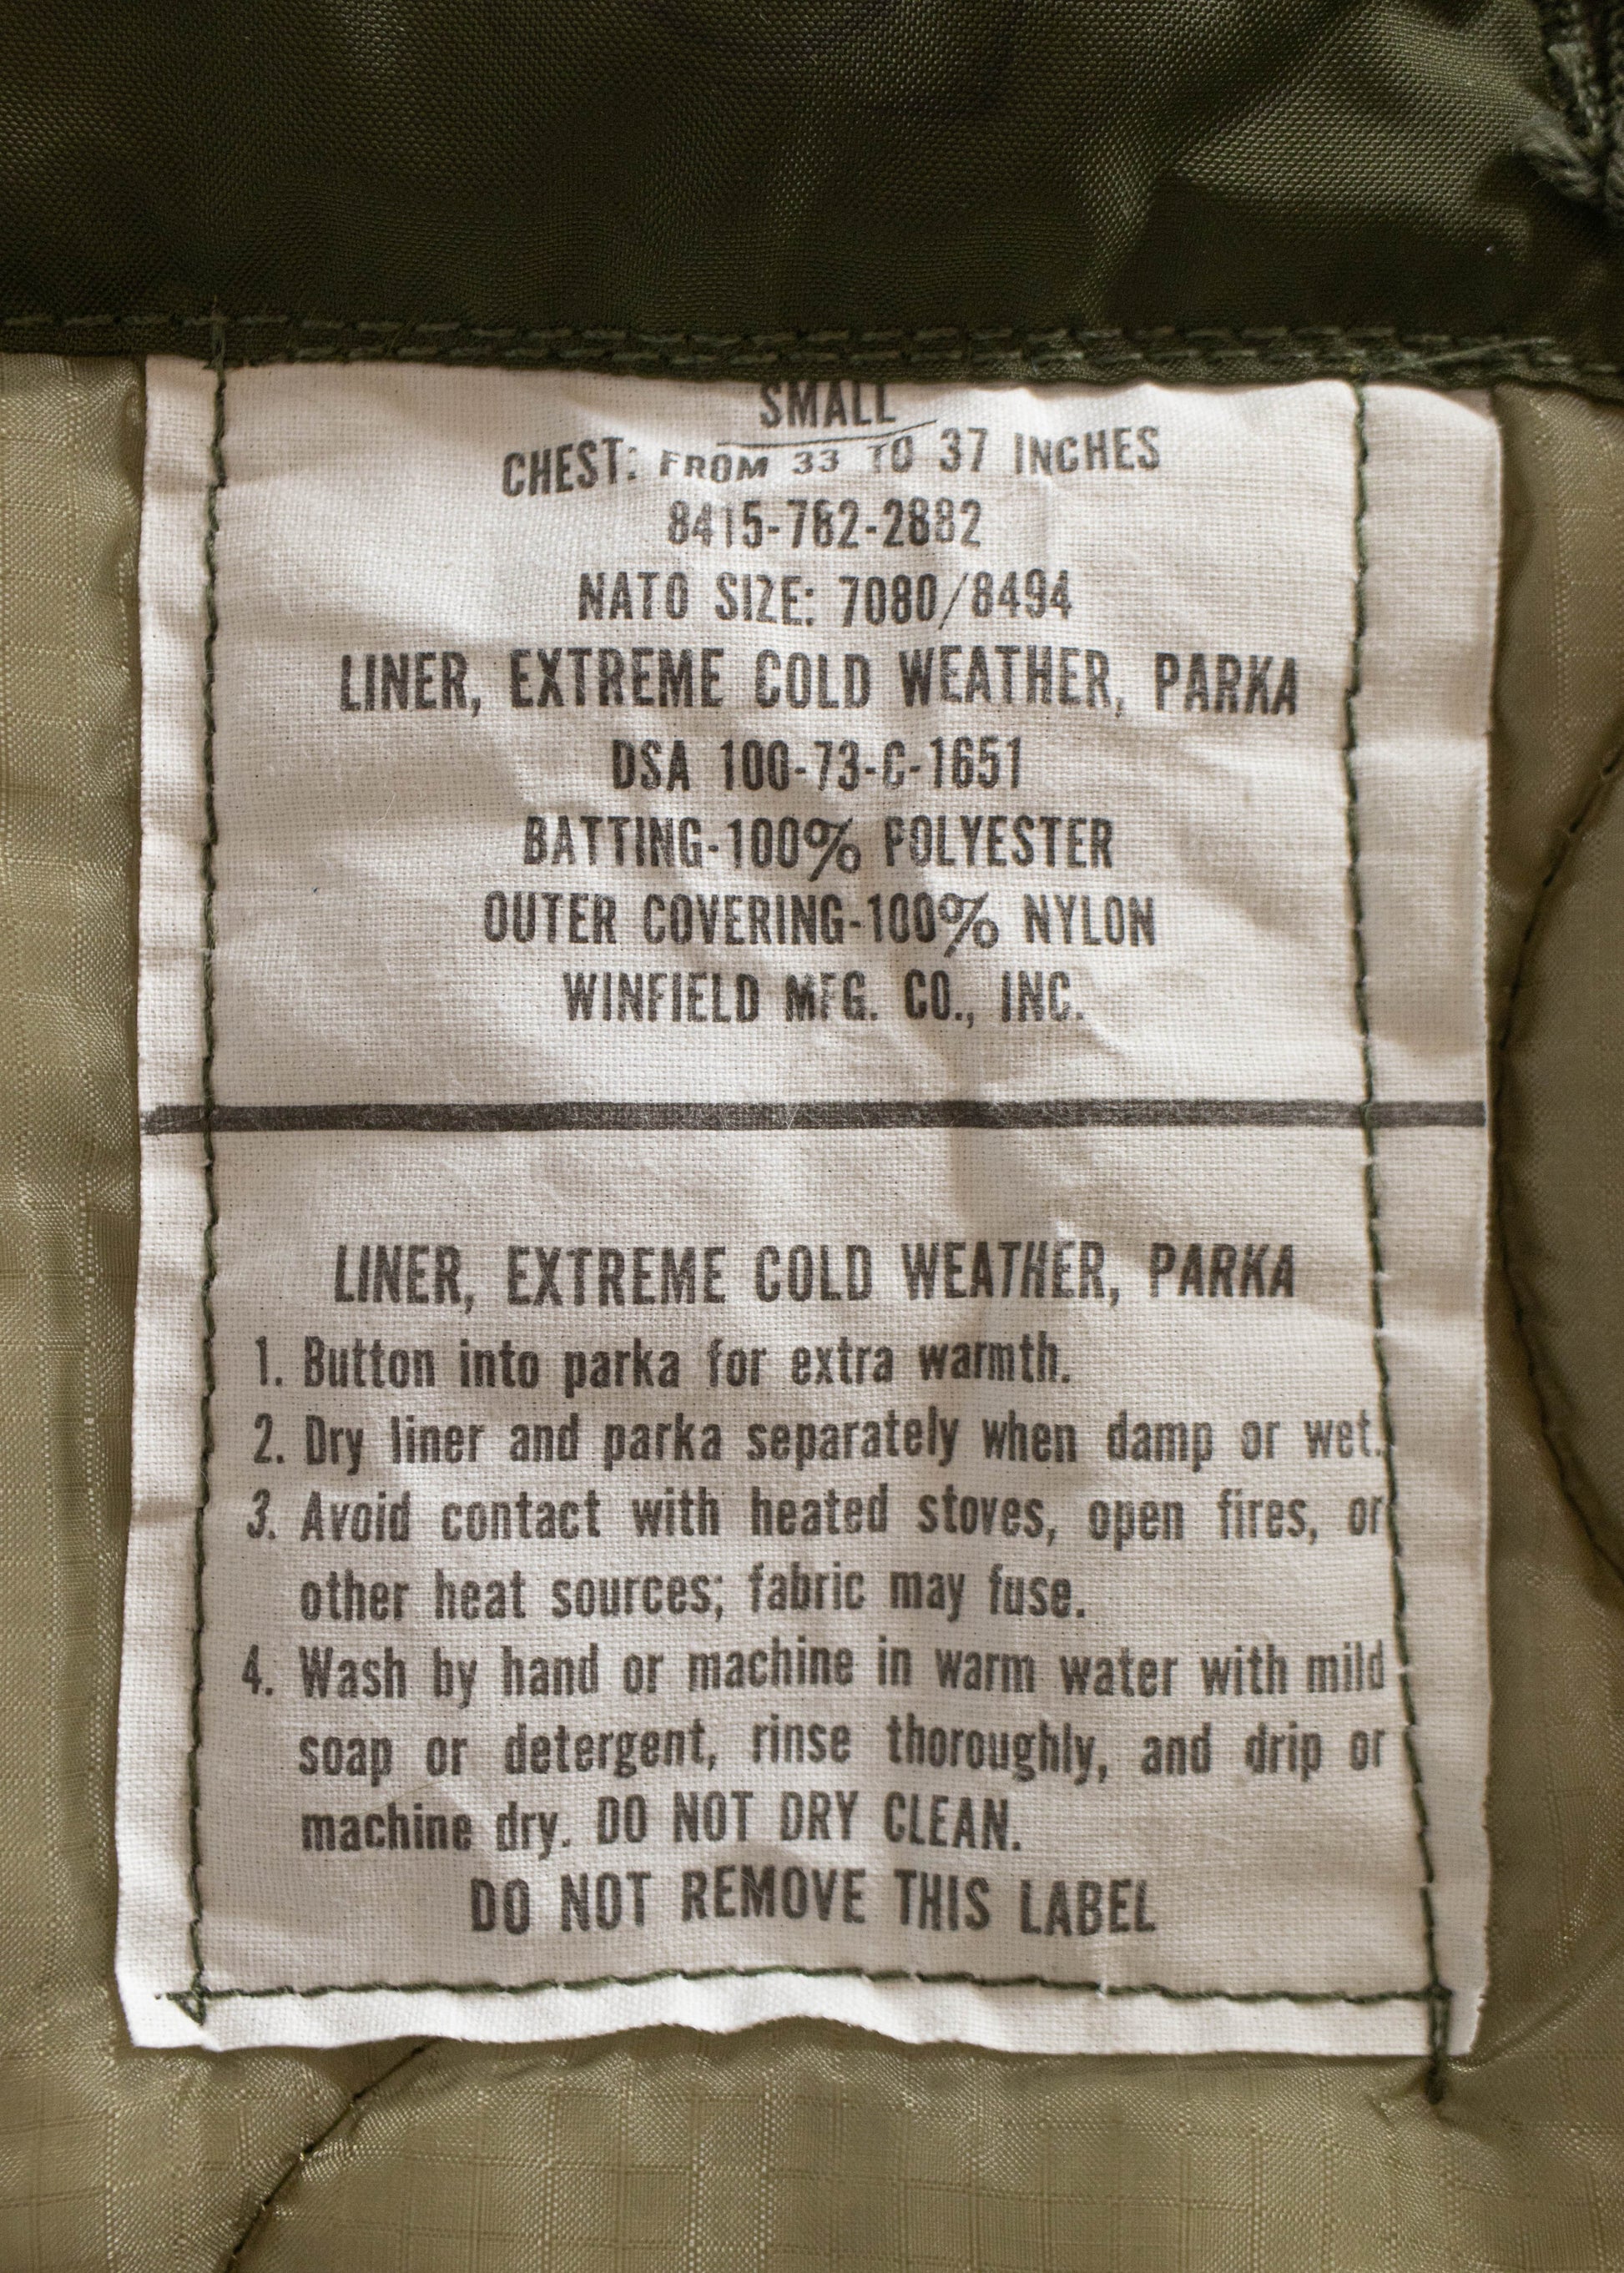 SMALL
CHEST: FROM 33 TO 37 INCHES
8415-782-2882
NATO SIZE: 7080/8494
LINER, EXTREME COLD WEATHER, PARKA
DSA 100-73-C-1651
BATTING-100% POLYESTER
OUTER COVERING-100% NYLON
WINFIELD MFG. CO., INC.
LINER, EXTREME COLD WEATHER, PARKA
1. Button into parka for extra warmth.
2. Dry liner and parka separately when damp or wet.
3. Avoid contact with heated stoves, open fires, or
other heat sources; fabric may fuse.
4. Wash by hand or machine in warm water with mild
soap or detergent, rinse thoroughly, and drip or
machine dry. DO NOT DRY CLEAN.
DO NOT REMOVE THIS LABEL